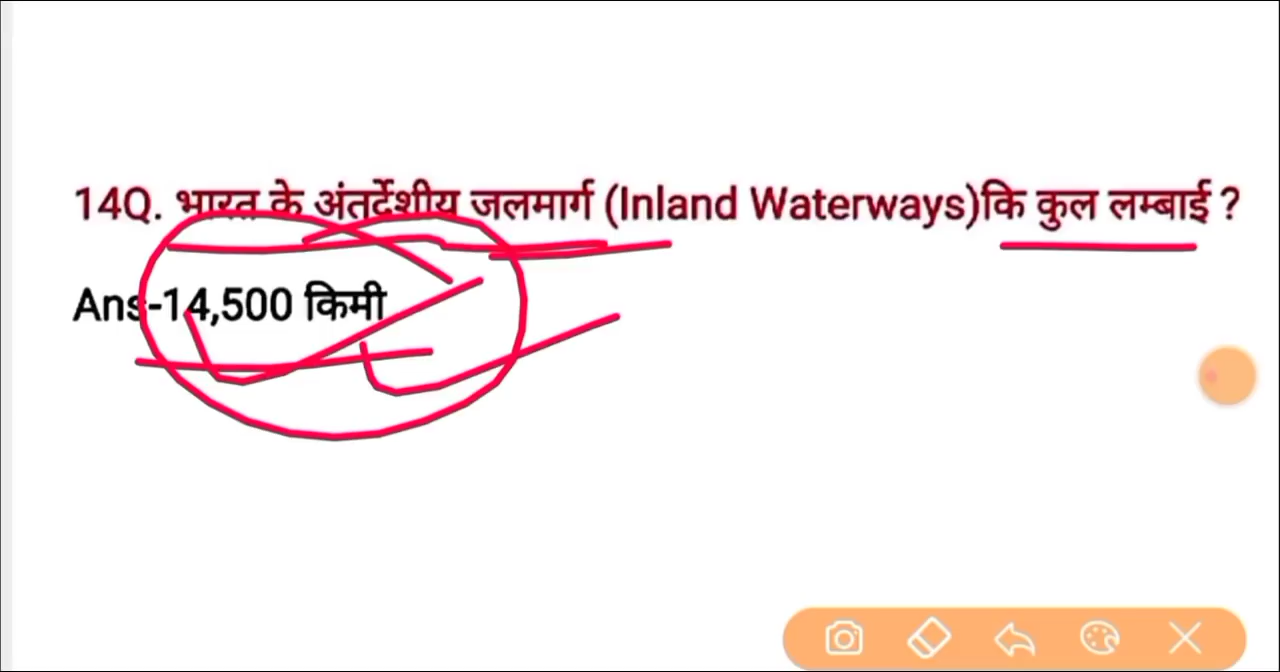 14Q. भारत के अंतर्देशीय जलमार्ग (Inland Waterways)कि कुल लम्बाई ?
Ans-14,500 किमी